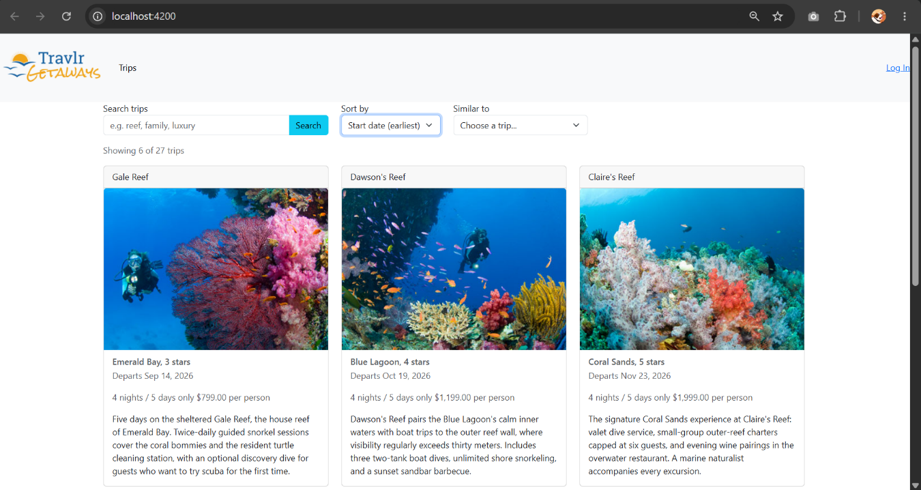 localhost:4200
Travlr
GETAWAYS
Trips
Log In
Search trips
Sort by
Similar to
e.g. reef, family, luxury
Search
Start date (earliest)
Choose a trip...
Showing 6 of 27 trips
Gale Reef
Dawson's Reef
Claire's Reef
Emerald Bay, 3 stars
Departs Sep 14, 2026
4 nights / 5 days only $799.00 per person
Five days on the sheltered Gale Reef, the house reef
of Emerald Bay. Twice-daily guided snorkel sessions
cover the coral bommies and the resident turtle
cleaning station, with an optional discovery dive for
guests who want to try scuba for the first time.
Blue Lagoon, 4 stars
Departs Oct 19, 2026
4 nights / 5 days only $1,199.00 per person
Dawson's Reef pairs the Blue Lagoon's calm inner
waters with boat trips to the outer reef wall, where
visibility regularly exceeds thirty meters. Includes
three two-tank boat dives, unlimited shore snorkeling,
and a sunset sandbar barbecue.
Coral Sands, 5 stars
Departs Nov 23, 2026
4 nights / 5 days only $1,999.00 per person
The signature Coral Sands experience at Claire's Reef:
valet dive service, small-group outer-reef charters
capped at six guests, and evening wine pairings in the
overwater restaurant. A marine naturalist
accompanies every excursion.